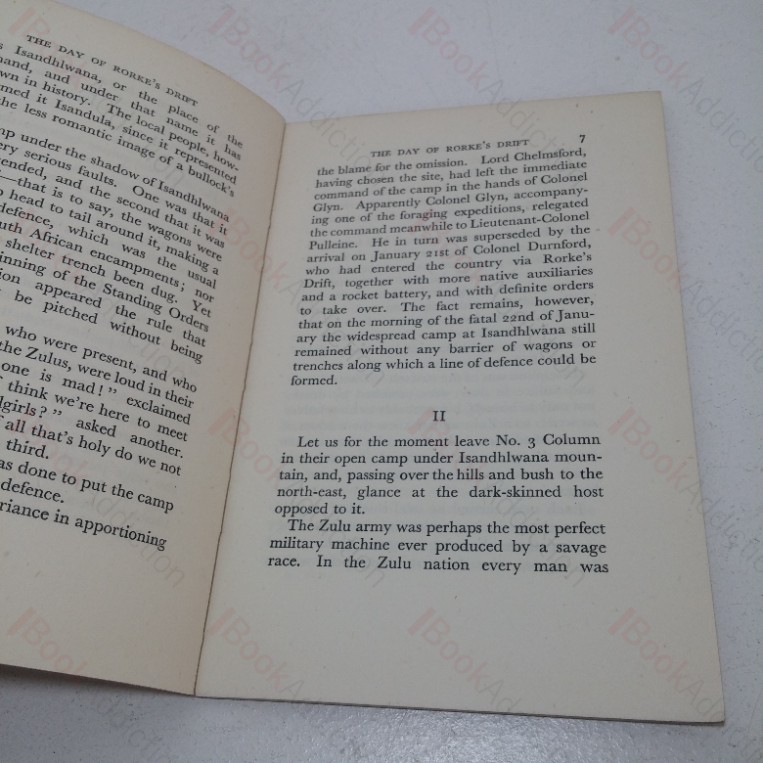 THE DAY OF RORKE'S DRIFT
Isandhlwana, or the place of the
and, and under that name it has
in history. The local people, how-
it Isandula, since it represented
the less romantic image of a bullock's
under the shadow of Isandhlwana
serious faults. One was that it
and the second that it was
—that is to say, the wagons were
head to tail around it, making a
defence, which was the usual
African encampments; nor
shelter trench been dug. Yet
of the Standing Orders
appeared the rule that
be pitched without being
who were present, and who
the Zulus, were loud in their
one is mad!" exclaimed
think we're here to meet
asked another.
all that's holy do we not
third.
was done to put the camp
defence.
in apportioning
THE DAY OF RORKE'S DRIFT 7
the blame for the omission. Lord Chelmsford,
having chosen the site, had left the immediate
command of the camp in the hands of Colonel
Glyn. Apparently Colonel Glyn, accompany-
ing one of the foraging expeditions, relegated
the command meanwhile to Lieutenant-Colonel
Pulleine. He in turn was superseded by the
arrival on January 21st of Colonel Durnford,
who had entered the country via Rorke's
Drift, together with more native auxiliaries
and a rocket battery, and with definite orders
to take over. The fact remains, however,
that on the morning of the fatal 22nd of Janu-
ary the widespread camp at Isandhlwana still
remained without any barrier of wagons or
trenches along which a line of defence could be
formed.
II
Let us for the moment leave No. 3 Column
in their open camp under Isandhlwana moun-
tain, and, passing over the hills and bush to the
north-east, glance at the dark-skinned host
opposed to it.
The Zulu army was perhaps the most perfect
military machine ever produced by a savage
race. In the Zulu nation every man was
BookAddiction